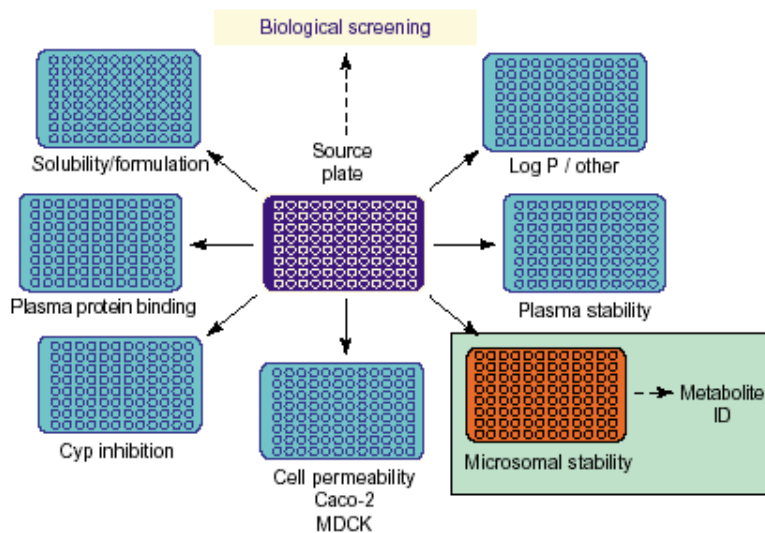 Biological screening
Solubility/formulation
Source
plate
Log P / other
Plasma protein binding
Plasma stability
Cyp inhibition
Cell permeability
Caco-2
MDCK
Microsomal stability
Metabolite
ID